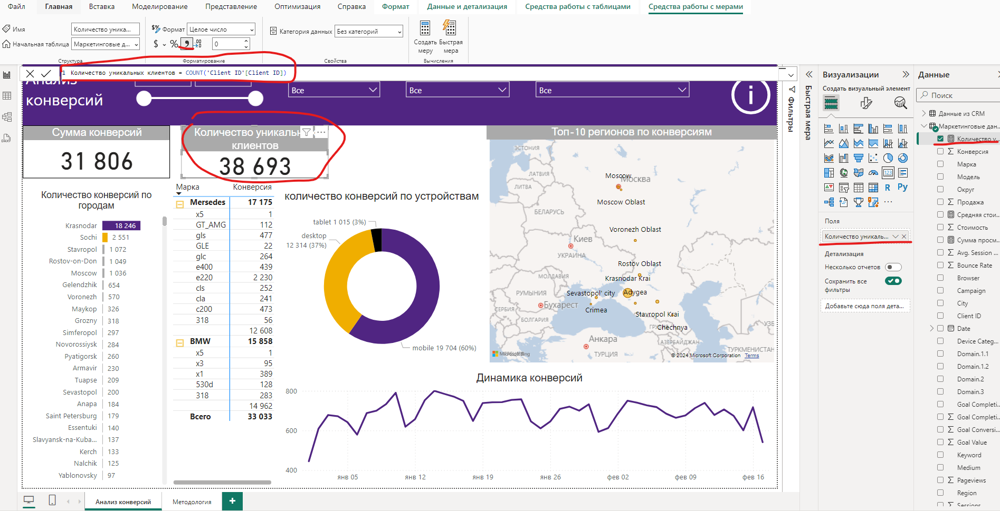 Файл Главная Вставка Моделирование Представление Оптимизация Справка Формат Данные и детализация Средства работы с таблицами Средства работы с мерами
Имя Количество уника...
Начальная таблица Маркетинговые д...
Структура
Формат Целое число
$ % 0
Форматирование
Категория данных Без категорий
Свойства
Создать меру
Быстрая мера
Вычисления
1 Количество уникальных клиентов = COUNT('Client ID'[Client ID])
Анализ
конверсий
Все Все Все
Сумма конверсий
31 806
клиентов
38 693
Количество конверсий по
городам
Krasnodar 18 246
Sochi 2 551
Stavropol 1 072
Rostov-on-Don 1 049
Moscow 1 036
Gelendzhik 654
Voronezh 570
Maykop 326
Grozny 318
Simferopol 297
Novorossiysk 284
Pyatigorsk 260
Armavir 230
Tuapse 209
Sevastopol 200
Anapa 184
Saint Petersburg 179
Essentuki 140
Slavyansk-na-Kuba... 137
Kerch 133
Nalchik 125
Yablonovsky 97
Марка Конверсия
Mersedes 17 175
x5 1
GT_AMG 112
gls 477
GLE 22
glc 264
e400 439
e220 2 230
cls 252
cla 241
c200 473
318 56
12 608
BMW 15 858
x5 1
x3 95
x1 389
530d 128
318 283
14 962
Всего 33 033
количество конверсий по устройствам
tablet 1 015 (3%)
desktop
12 314 (37%)
mobile 19 704 (60%)
Топ-10 регионов по конверсиям
ЭСТОНИЯ
ЛАТВИЯ
ЛИТВА
Moscow
Москва
Moscow Oblast
БЕЛАРУСЬ
Voronezh Oblast
Киев
УКРАИНА
Rostov Oblast
МОЛДАВИЯ
Krasnodar Krai
РУМЫНИЯ
Sevastopol' city
Adygea
Бухарест
СЕРБИЯ
Crimea
Stavropol Krai
БОЛГАРИЯ
Chechnya
Анкара
АЗЕРБАЙДЖАН
ТУРЦИЯ
ТУРКМЕНИСТАН
Microsoft Bing
© 2024 Microsoft Corporation Terms
Динамика конверсий
800
600
400
янв 05 янв 12 янв 19 янв 26 фев 02 фев 09 фев 16
Анализ конверсий Методология +
Фильтры
Быстрая мера
Визуализации
Создать визуальный элемент
123
R Py
...
Поля
Количество уникаль...
Детализация
Несколько отчетов
Сохранить все
фильтры
Добавьте сюда поля дета...
Данные
Поиск
Данные из CRM
Маркетинговые дан...
Количество у...
Конверсия
Марка
Модель
Округ
Продажа
Средняя стои...
Стоимость
Сумма просм...
Avg. Session ...
Bounce Rate
Browser
Campaign
City
Client ID
Date
Device Categ...
Domain.1.1
Domain.1.2
Domain.2
Domain.3
Goal Completi...
Goal Completi...
Goal Conversi...
Goal Value
Keyword
Medium
Pageviews
Region
Sessions